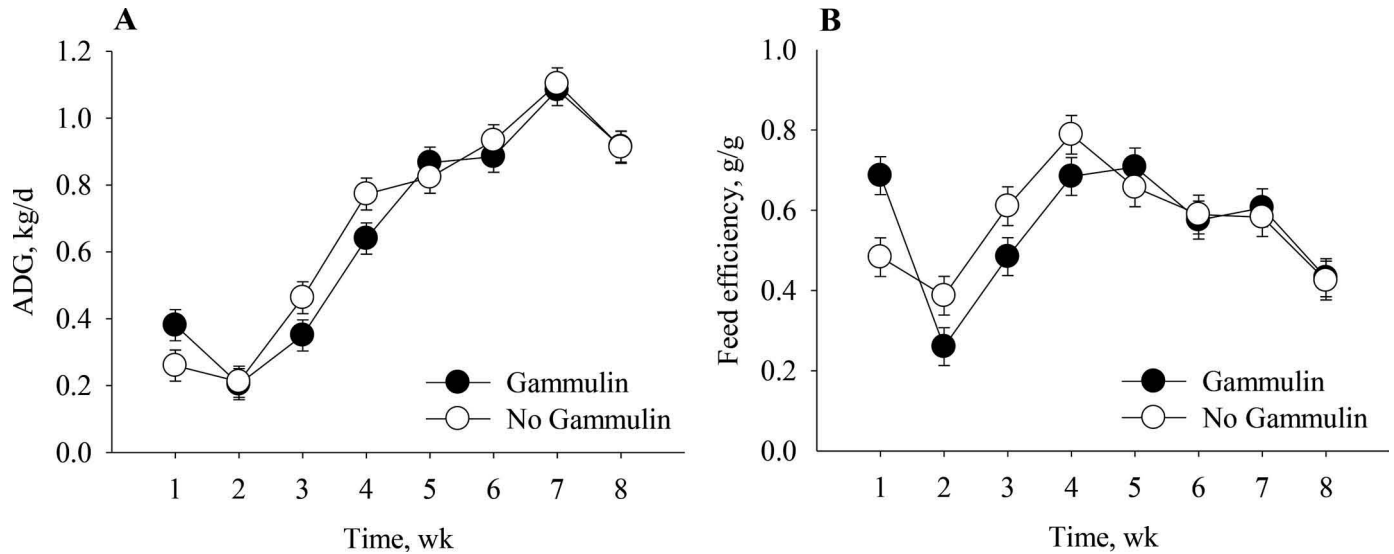 A
ADG, kg/d
1.2
1.0
0.8
0.6
0.4
0.2
0.0
Gammulin
No Gammulin
1 2 3 4 5 6 7 8
Time, wk
B
Feed efficiency, g/g
1.0
0.8
0.6
0.4
0.2
0.0
Gammulin
No Gammulin
1 2 3 4 5 6 7 8
Time, wk